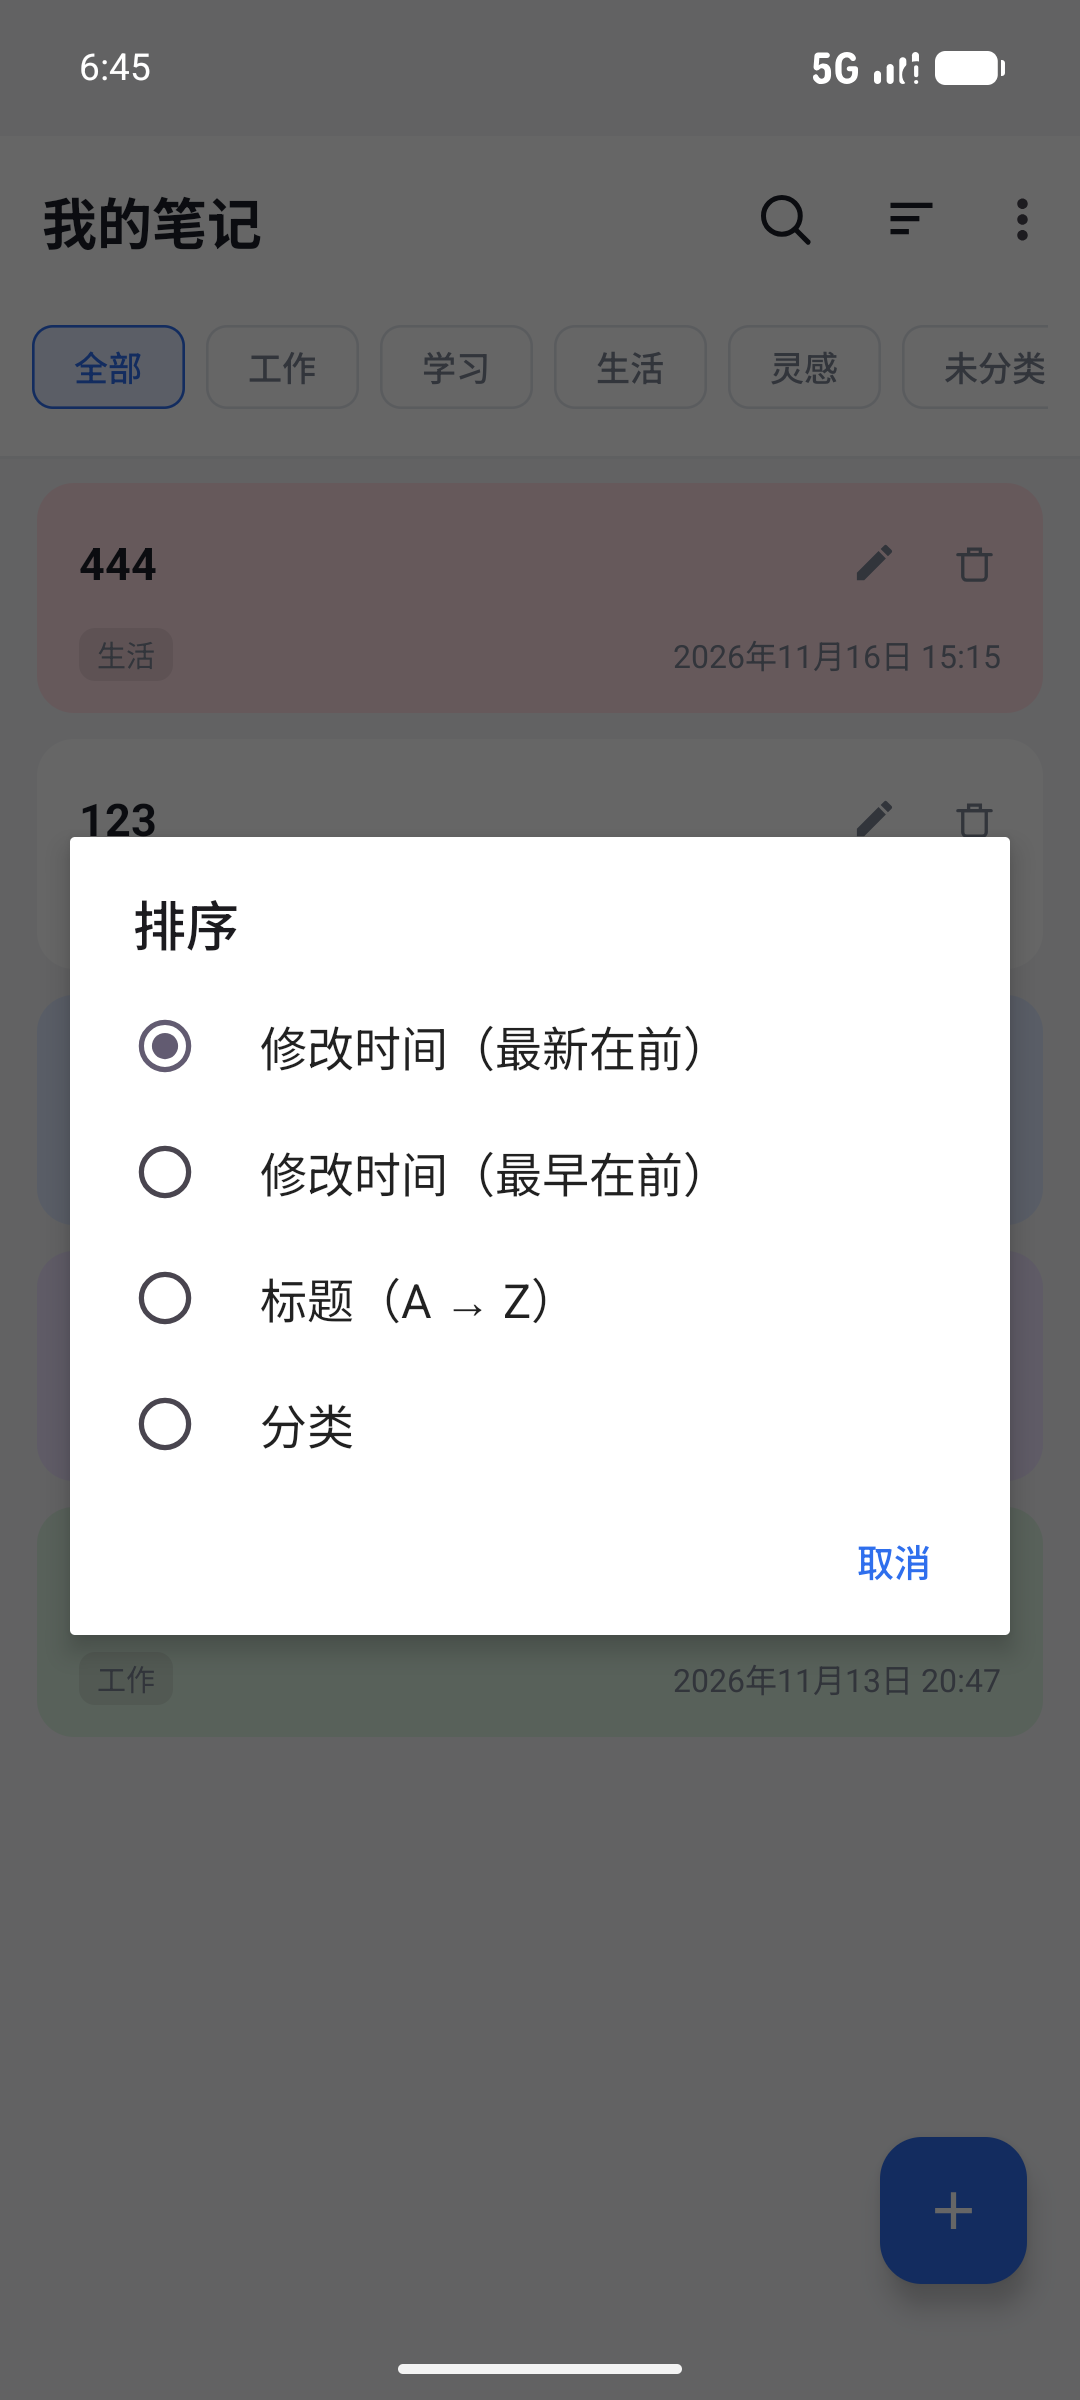 6:45
5G
我的笔记
全部
工作
学习
生活
灵感
未分类
444
生活
2026年11月16日 15:15
123
排序
修改时间（最新在前）
修改时间（最早在前）
标题（A → Z）
分类
取消
工作
2026年11月13日 20:47